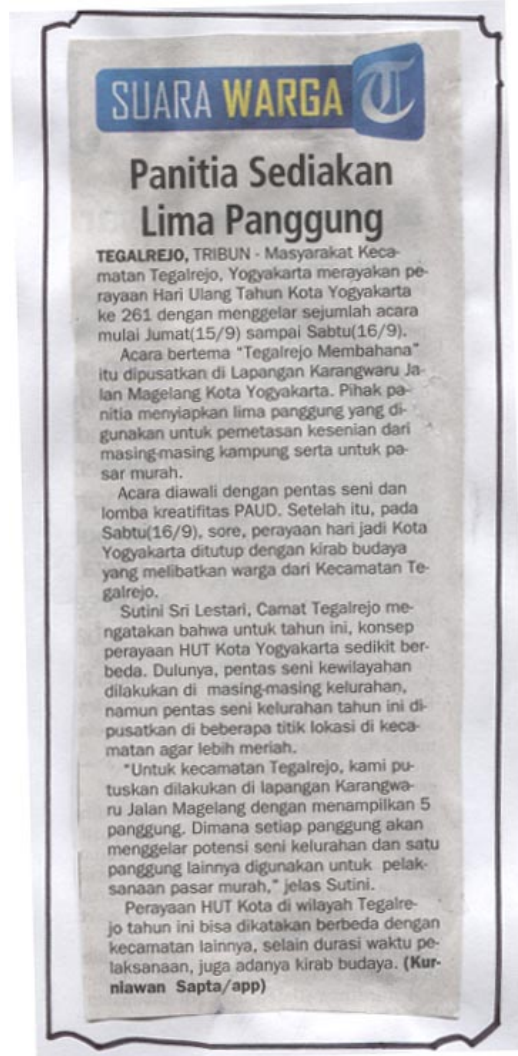 SUARA WARGA T
Panitia Sediakan
Lima Panggung
TEGALREJO, TRIBUN - Masyarakat Keca-
matan Tegalrejo, Yogyakarta merayakan pe-
rayaan Hari Ulang Tahun Kota Yogyakarta
ke 261 dengan menggelar sejumlah acara
mulai Jumat(15/9) sampai Sabtu(16/9).
Acara bertema "Tegalrejo Membahana"
itu dipusatkan di Lapangan Karangwaru Ja-
lan Magelang Kota Yogyakarta. Pihak pa-
nitia menyiapkan lima panggung yang di-
gunakan untuk pemetasan kesenian dari
masing-masing kampung serta untuk pa-
sar murah.
Acara diawali dengan pentas seni dan
lomba kreatifitas PAUD. Setelah itu, pada
Sabtu(16/9), sore, perayaan hari jadi Kota
Yogyakarta ditutup dengan kirab budaya
yang melibatkan warga dari Kecamatan Te-
galrejo.
Sutini Sri Lestari, Camat Tegalrejo me-
ngatakan bahwa untuk tahun ini, konsep
perayaan HUT Kota Yogyakarta sedikit ber-
beda. Dulunya, pentas seni kewilayahan
dilakukan di masing-masing kelurahan,
namun pentas seni kelurahan tahun ini di-
pusatkan di beberapa titik lokasi di keca-
matan agar lebih meriah.
"Untuk kecamatan Tegalrejo, kami pu-
tuskan dilakukan di lapangan Karangwa-
ru Jalan Magelang dengan menampilkan 5
panggung. Dimana setiap panggung akan
menggelar potensi seni kelurahan dan satu
panggung lainnya digunakan untuk pelak-
sanaan pasar murah," jelas Sutini.
Perayaan HUT Kota di wilayah Tegalre-
jo tahun ini bisa dikatakan berbeda dengan
kecamatan lainnya, selain durasi waktu pe-
laksanaan, juga adanya kirab budaya. (Kur-
niawan Sapta/app)